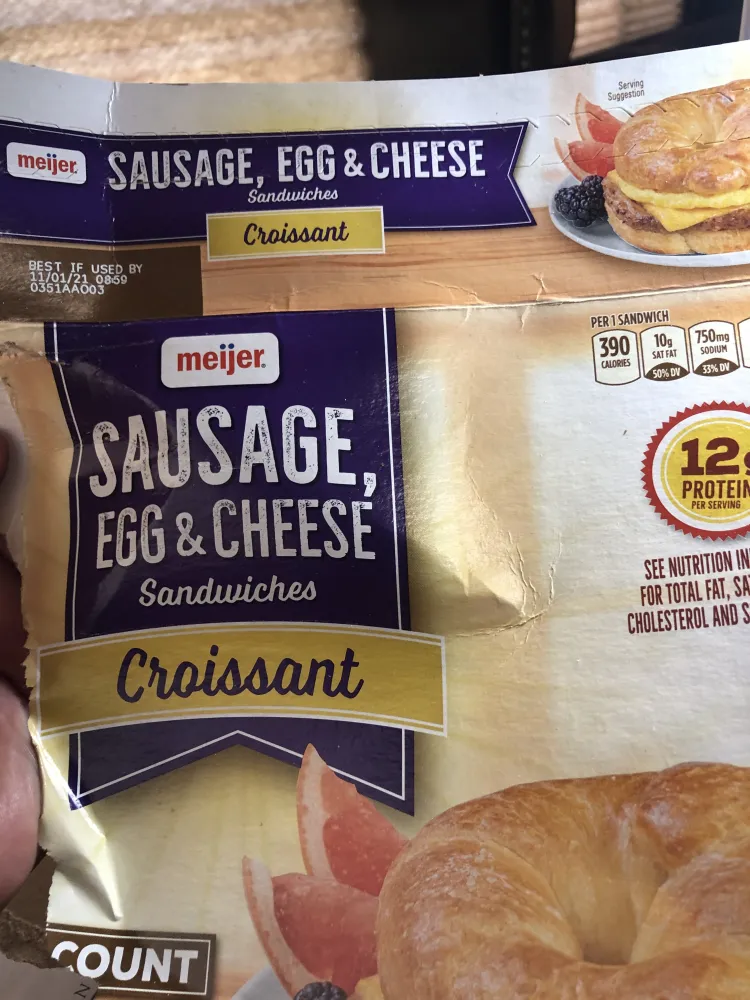 Serving
Suggestion
meijer
SAUSAGE, EGG & CHEESE
Sandwiches
Croissant
BEST IF USED BY
11/01/21 0859
0351AA003
PER 1 SANDWICH
390
CALORIES
10g
SAT FAT
50% DV
750mg
SODIUM
33% DV
meijer
SAUSAGE,
EGG & CHEESE
Sandwiches
Croissant
12g
PROTEIN
PER SERVING
SEE NUTRITION IN
FOR TOTAL FAT, SA
CHOLESTEROL AND S
COUNT